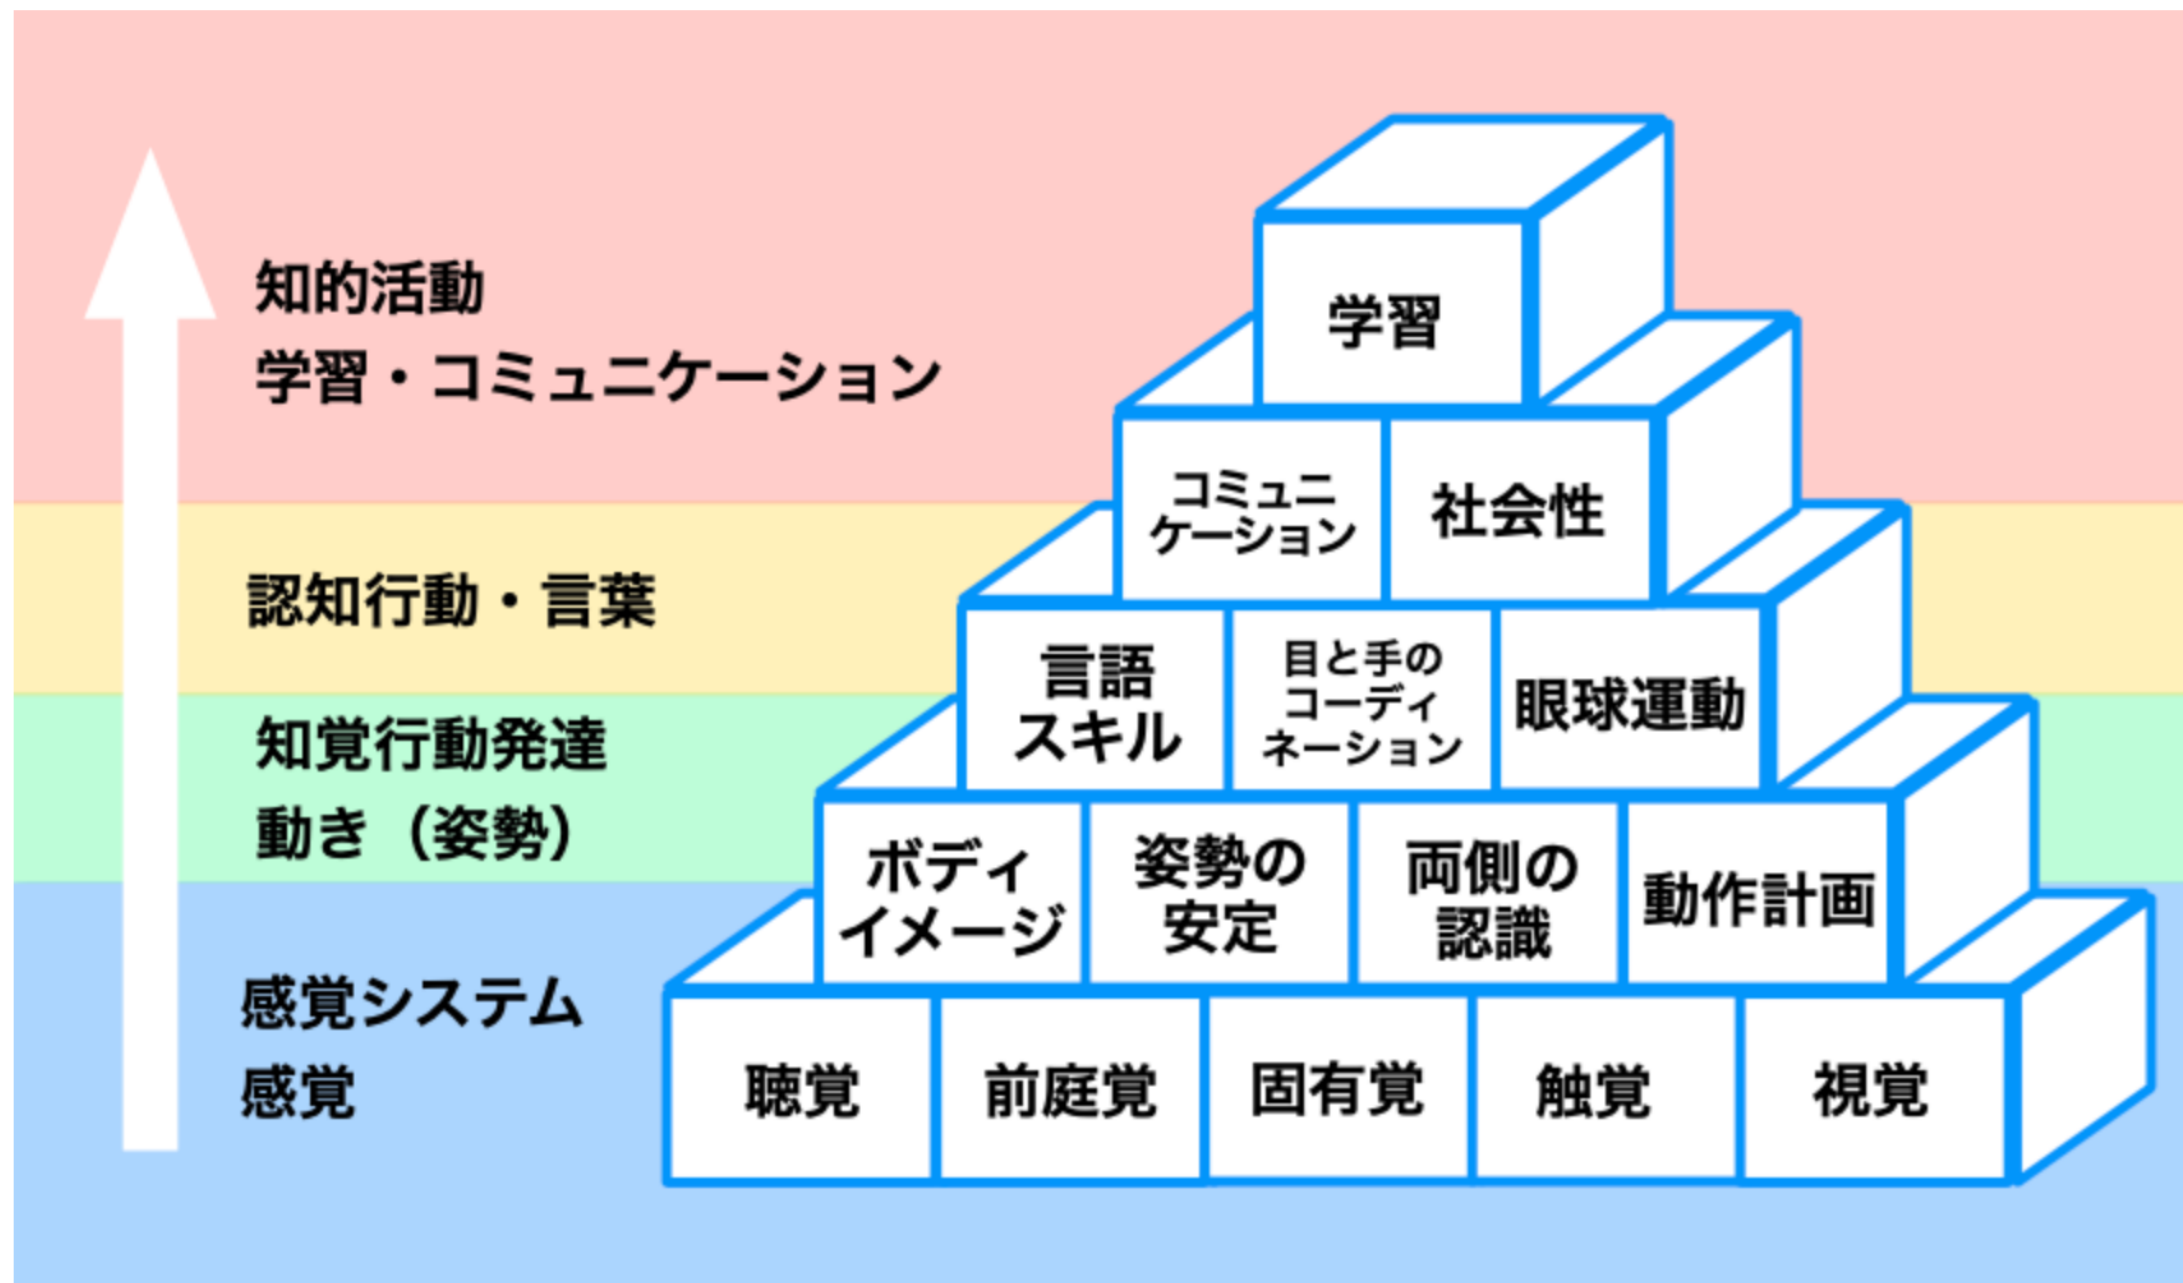 知的活動
学習・コミュニケーション
認知行動・言葉
知覚行動発達
動き（姿勢）
感覚システム
感覚
学習
コミュニ
ケーション
社会性
言語
スキル
目と手の
コーディ
ネーション
眼球運動
ボディ
イメージ
姿勢の
安定
両側の
認識
動作計画
聴覚
前庭覚
固有覚
触覚
視覚